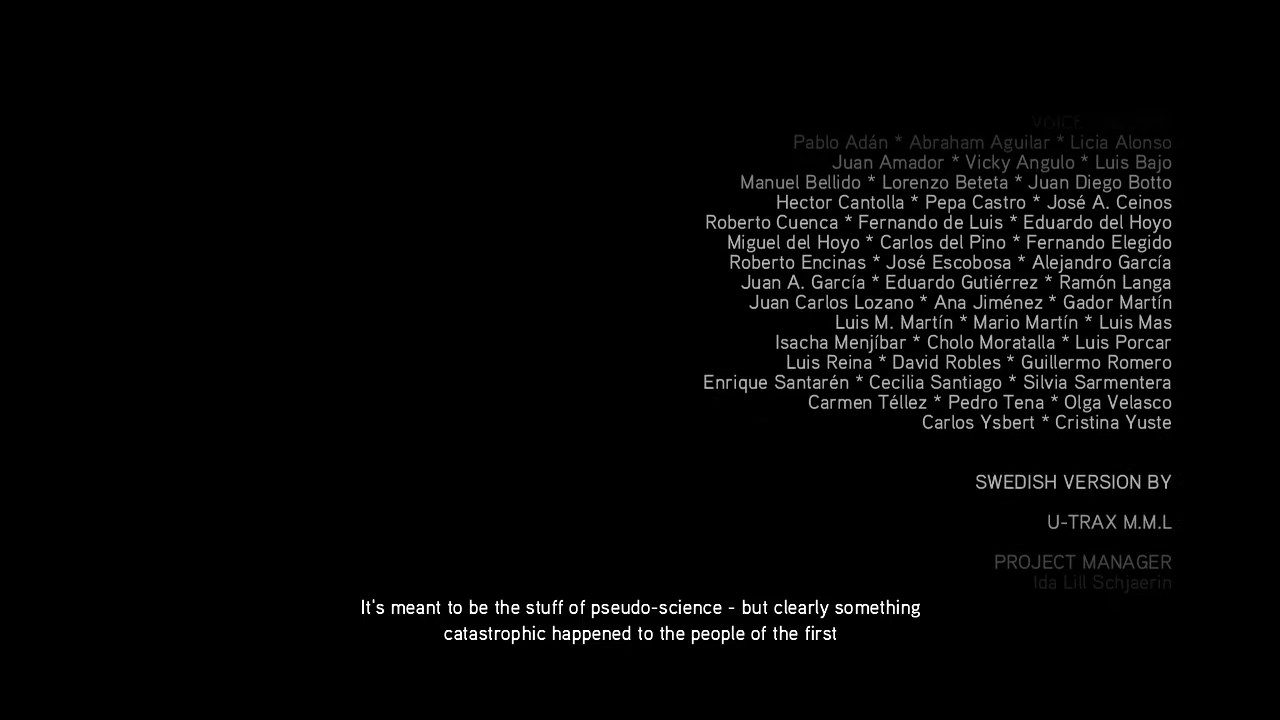 VOICE
Pablo Adán * Abraham Aguilar * Licia Alonso
Juan Amador * Vicky Angulo * Luis Bajo
Manuel Bellido * Lorenzo Beteta * Juan Diego Botto
Hector Cantolla * Pepa Castro * José A. Ceinos
Roberto Cuenca * Fernando de Luis * Eduardo del Hoyo
Miguel del Hoyo * Carlos del Pino * Fernando Elegido
Roberto Encinas * José Escobosa * Alejandro García
Juan A. García * Eduardo Gutiérrez * Ramón Langa
Juan Carlos Lozano * Ana Jiménez * Gador Martín
Luis M. Martín * Mario Martín * Luis Mas
Isacha Menjíbar * Cholo Moratalla * Luis Porcar
Luis Reina * David Robles * Guillermo Romero
Enrique Santarén * Cecilia Santiago * Silvia Sarmentera
Carmen Téllez * Pedro Tena * Olga Velasco
Carlos Ysbert * Cristina Yuste
SWEDISH VERSION BY
U-TRAX M.M.L
PROJECT MANAGER
Ida Lill Schjaerin
It's meant to be the stuff of pseudo-science - but clearly something
catastrophic happened to the people of the first